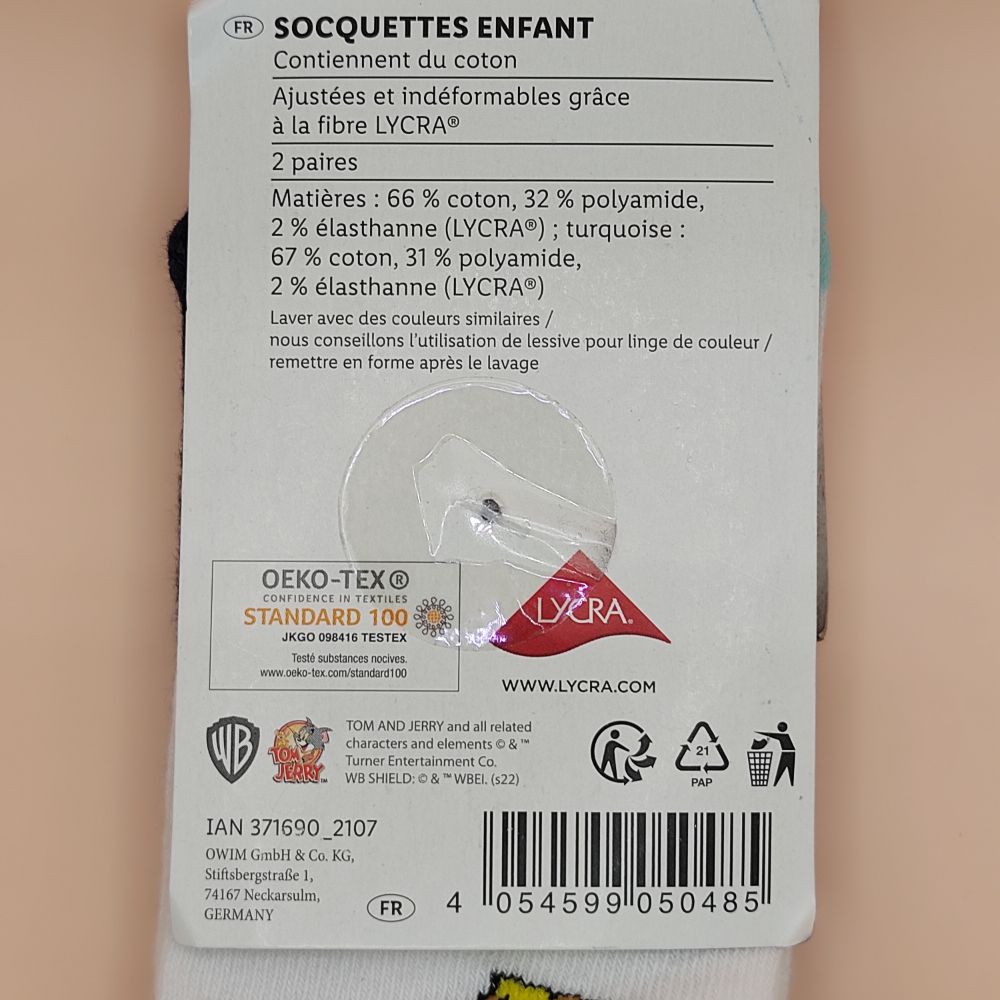 FR SOCQUETTES ENFANT
Contiennent du coton
Ajustées et indéformables grâce
à la fibre LYCRA®
2 paires
Matières : 66 % coton, 32 % polyamide,
2 % élasthanne (LYCRA®) ; turquoise :
67 % coton, 31 % polyamide,
2 % élasthanne (LYCRA®)
Laver avec des couleurs similaires /
nous conseillons l'utilisation de lessive pour linge de couleur /
remettre en forme après le lavage
OEKO-TEX®
CONFIDENCE IN TEXTILES
STANDARD 100
JKGO 098416 TESTEX
Testé substances nocives.
www.oeko-tex.com/standard100
LYCRA®
WWW.LYCRA.COM
WB
TOM AND JERRY
TOM AND JERRY and all related
characters and elements © & ™
Turner Entertainment Co.
WB SHIELD: © & ™ WBEI. (s22)
21
PAP
IAN 371690_2107
OWIM GmbH & Co. KG,
Stiftsbergstraße 1,
74167 Neckarsulm,
GERMANY
FR
4 054599 050485